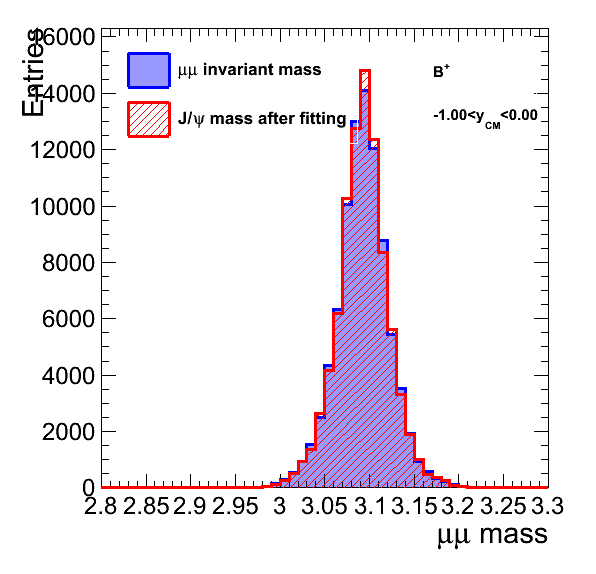 Entries
16000
14000
12000
10000
8000
6000
4000
2000
0
μμ invariant mass
J/ψ mass after fitting
B+
-1.00<yCM<0.00
2.8 2.85 2.9 2.95 3 3.05 3.1 3.15 3.2 3.25 3.3
μμ mass